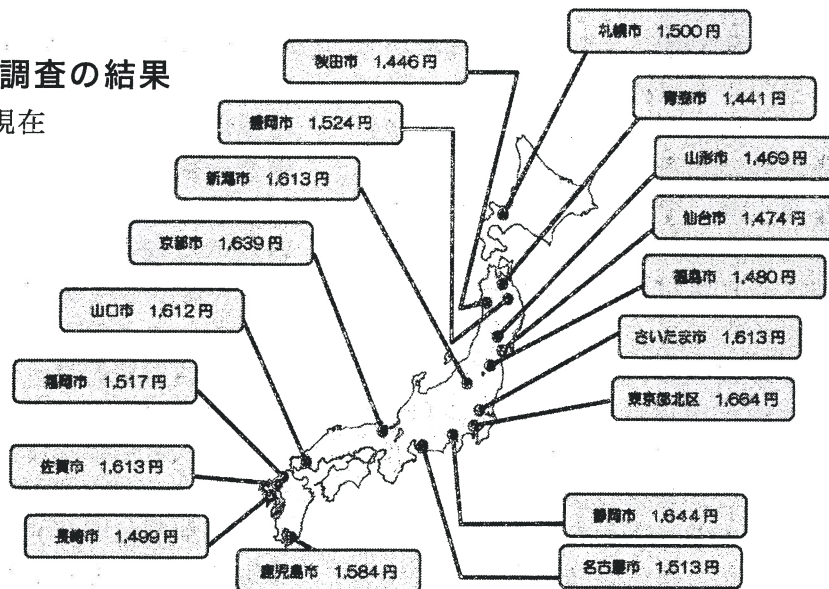 調査の結果
現在
札幌市 1,500円
秋田市 1,446円
青森市 1,441円
盛岡市 1,524円
山形市 1,469円
新潟市 1,613円
仙台市 1,474円
京都市 1,639円
福島市 1,480円
山口市 1,612円
さいたま市 1,613円
福岡市 1,517円
東京都北区 1,664円
佐賀市 1,613円
静岡市 1,644円
長崎市 1,499円
名古屋市 1,513円
鹿児島市 1,584円